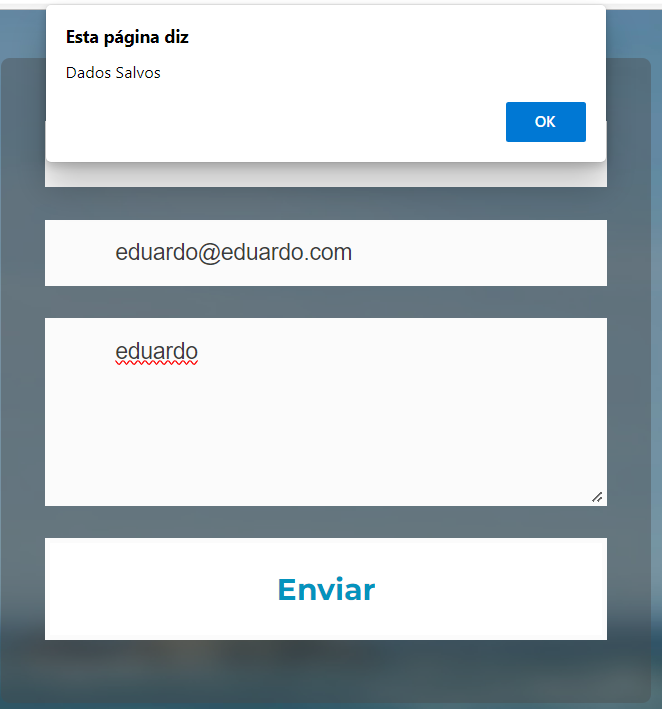 Esta página diz
Dados Salvos
OK
eduardo@eduardo.com
eduardo
Enviar